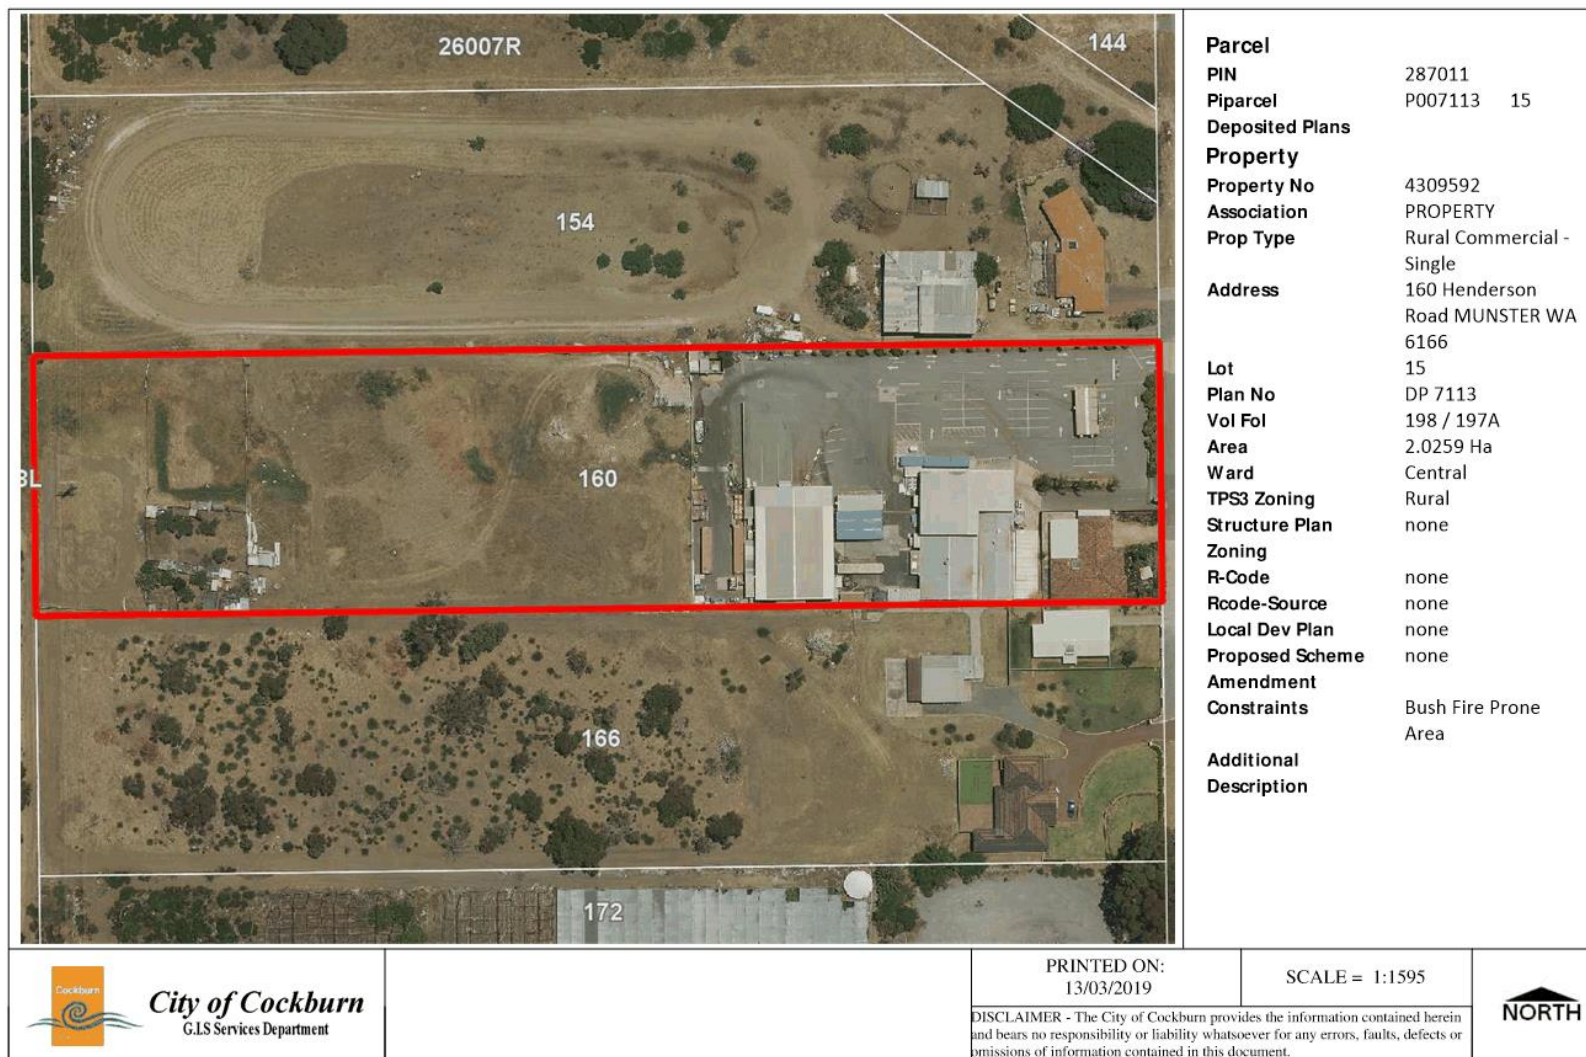 26007R
144
154
160
3L
166
172
Parcel
PIN 287011
Piparcel P007113 15
Deposited Plans
Property
Property No 4309592
Association PROPERTY
Prop Type Rural Commercial -
Single
Address 160 Henderson
Road MUNSTER WA
6166
Lot 15
Plan No DP 7113
Vol Fol 198 / 197A
Area 2.0259 Ha
Ward Central
TPS3 Zoning Rural
Structure Plan none
Zoning
R-Code none
Rcode-Source none
Local Dev Plan none
Proposed Scheme none
Amendment
Constraints Bush Fire Prone
Area
Additional
Description
Cockburn
City of Cockburn
G.I.S Services Department
PRINTED ON:
13/03/2019
SCALE = 1:1595
DISCLAIMER - The City of Cockburn provides the information contained herein
and bears no responsibility or liability whatsoever for any errors, faults, defects or
omissions of information contained in this document.
NORTH